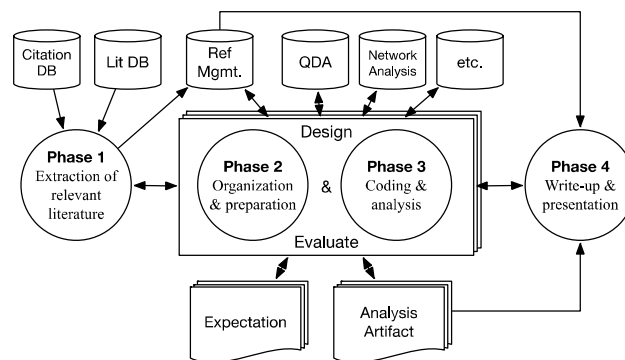 Citation
DB
Lit DB
Ref
Mgmt.
QDA
Network
Analysis
etc.
Design
Phase 1
Extraction of
relevant
literature
Phase 2
Organization
& preparation
&
Phase 3
Coding &
analysis
Phase 4
Write-up &
presentation
Evaluate
Expectation
Analysis
Artifact